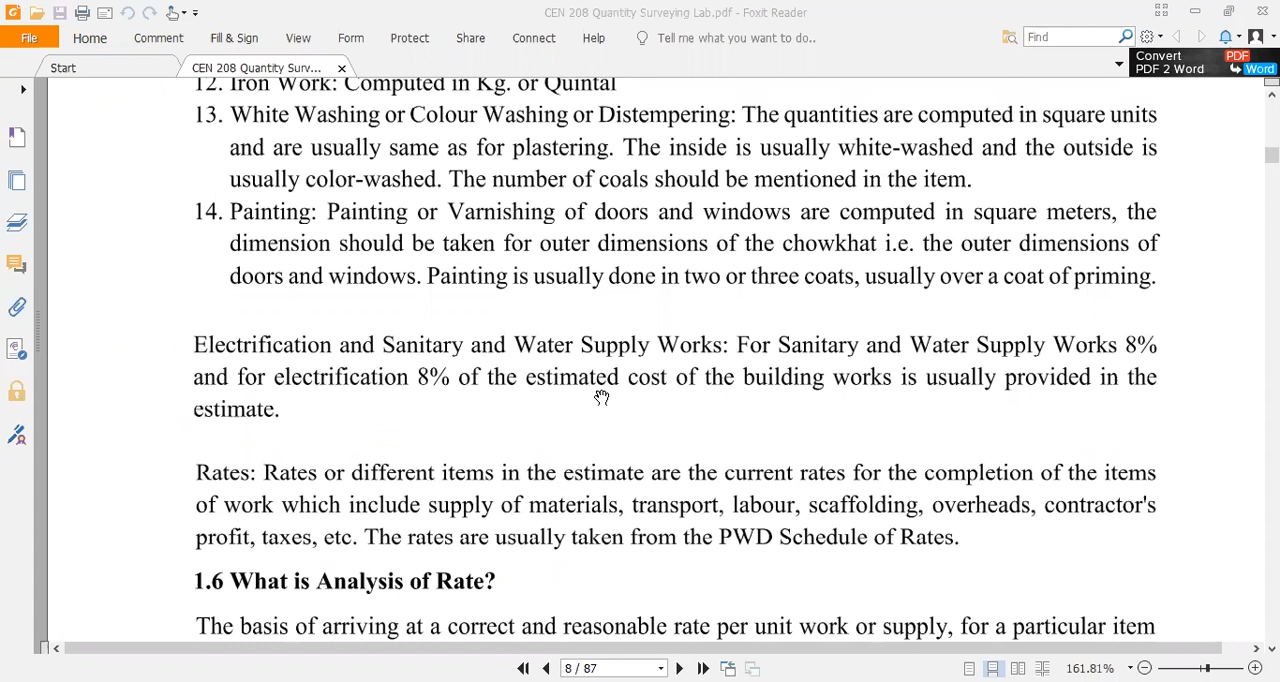 CEN 208 Quantity Surveying Lab.pdf - Foxit Reader
File Home Comment Fill & Sign View Form Protect Share Connect Help Tell me what you want to do.. Find
Start CEN 208 Quantity Surv... Convert PDF
PDF 2 Word Word
12. Iron Work: Computed in Kg. or Quintal
13. White Washing or Colour Washing or Distempering: The quantities are computed in square units
and are usually same as for plastering. The inside is usually white-washed and the outside is
usually color-washed. The number of coals should be mentioned in the item.
14. Painting: Painting or Varnishing of doors and windows are computed in square meters, the
dimension should be taken for outer dimensions of the chowkhat i.e. the outer dimensions of
doors and windows. Painting is usually done in two or three coats, usually over a coat of priming.
Electrification and Sanitary and Water Supply Works: For Sanitary and Water Supply Works 8%
and for electrification 8% of the estimated cost of the building works is usually provided in the
estimate.
Rates: Rates or different items in the estimate are the current rates for the completion of the items
of work which include supply of materials, transport, labour, scaffolding, overheads, contractor's
profit, taxes, etc. The rates are usually taken from the PWD Schedule of Rates.
1.6 What is Analysis of Rate?
The basis of arriving at a correct and reasonable rate per unit work or supply, for a particular item
8 / 87 161.81%